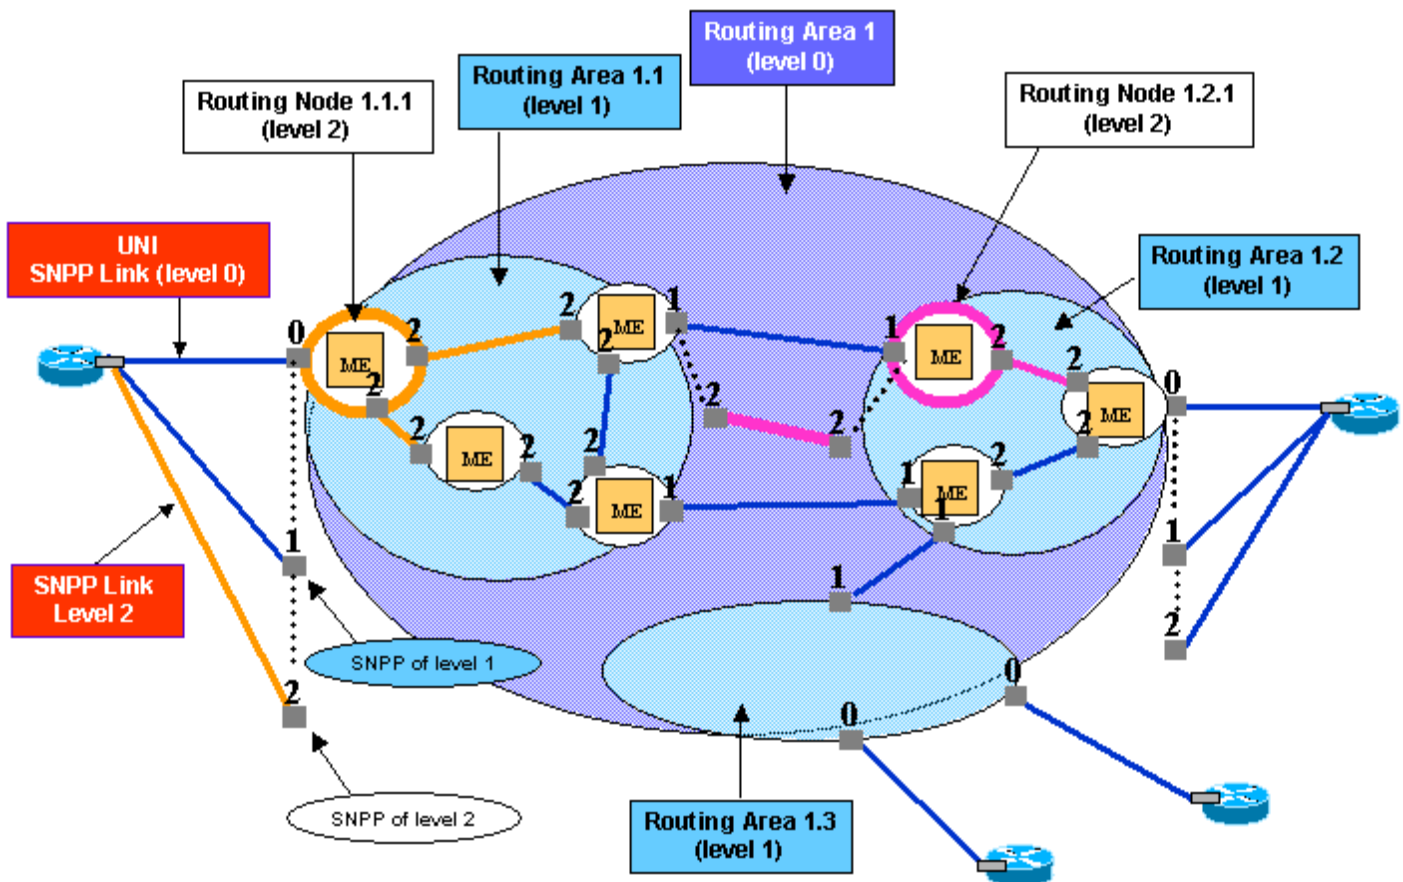 Routing Area 1
(level 0)
Routing Area 1.1
(level 1)
Routing Node 1.1.1
(level 2)
Routing Node 1.2.1
(level 2)
UNI
SNPP Link (level 0)
Routing Area 1.2
(level 1)
0
2
2
1
1
2
2
0
ME
ME
ME
ME
2
2
2
2
2
2
2
ME
2
2
2
1
1
2
ME
ME
1
1
1
1
SNPP Link
Level 2
SNPP of level 1
2
2
0
0
SNPP of level 2
Routing Area 1.3
(level 1)